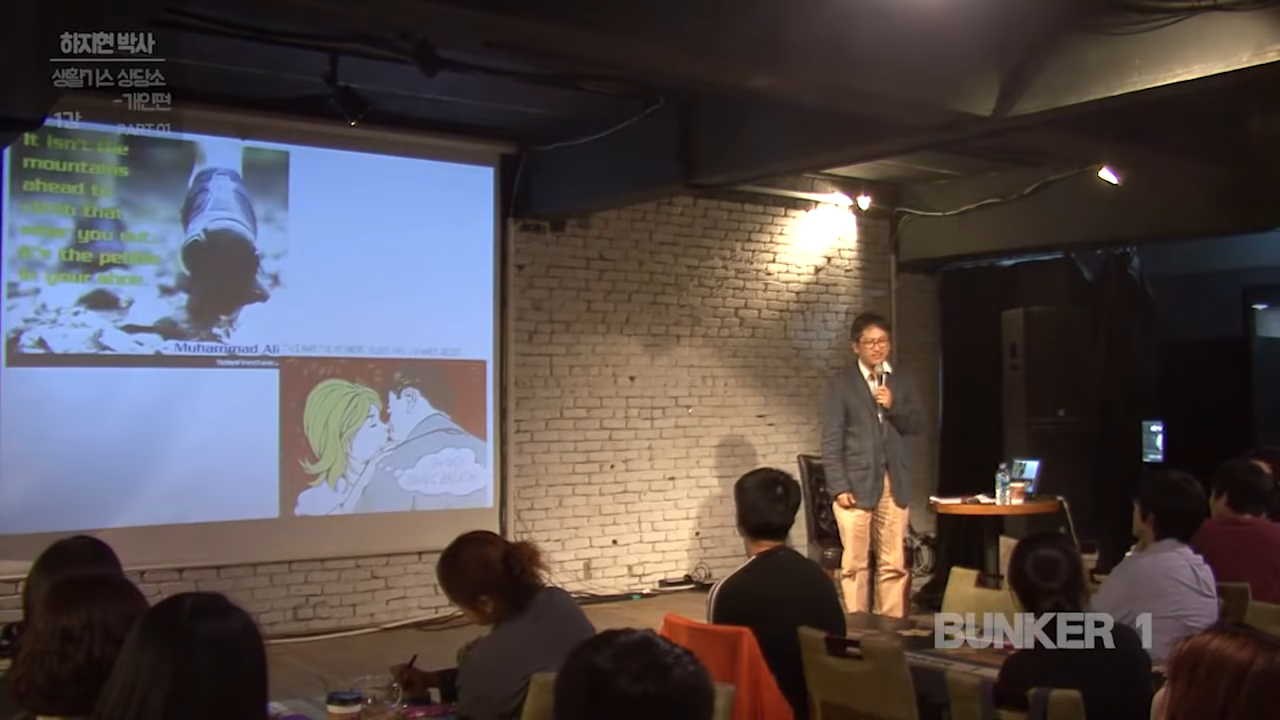 하지현 박사
생활기스 상담소
-개인편
1강
PART 01
It isn't the
mountains
ahead to
climb that
wear you out.
It's the pebble
in your shoe.
- Muhammad Ali
BUNKER 1